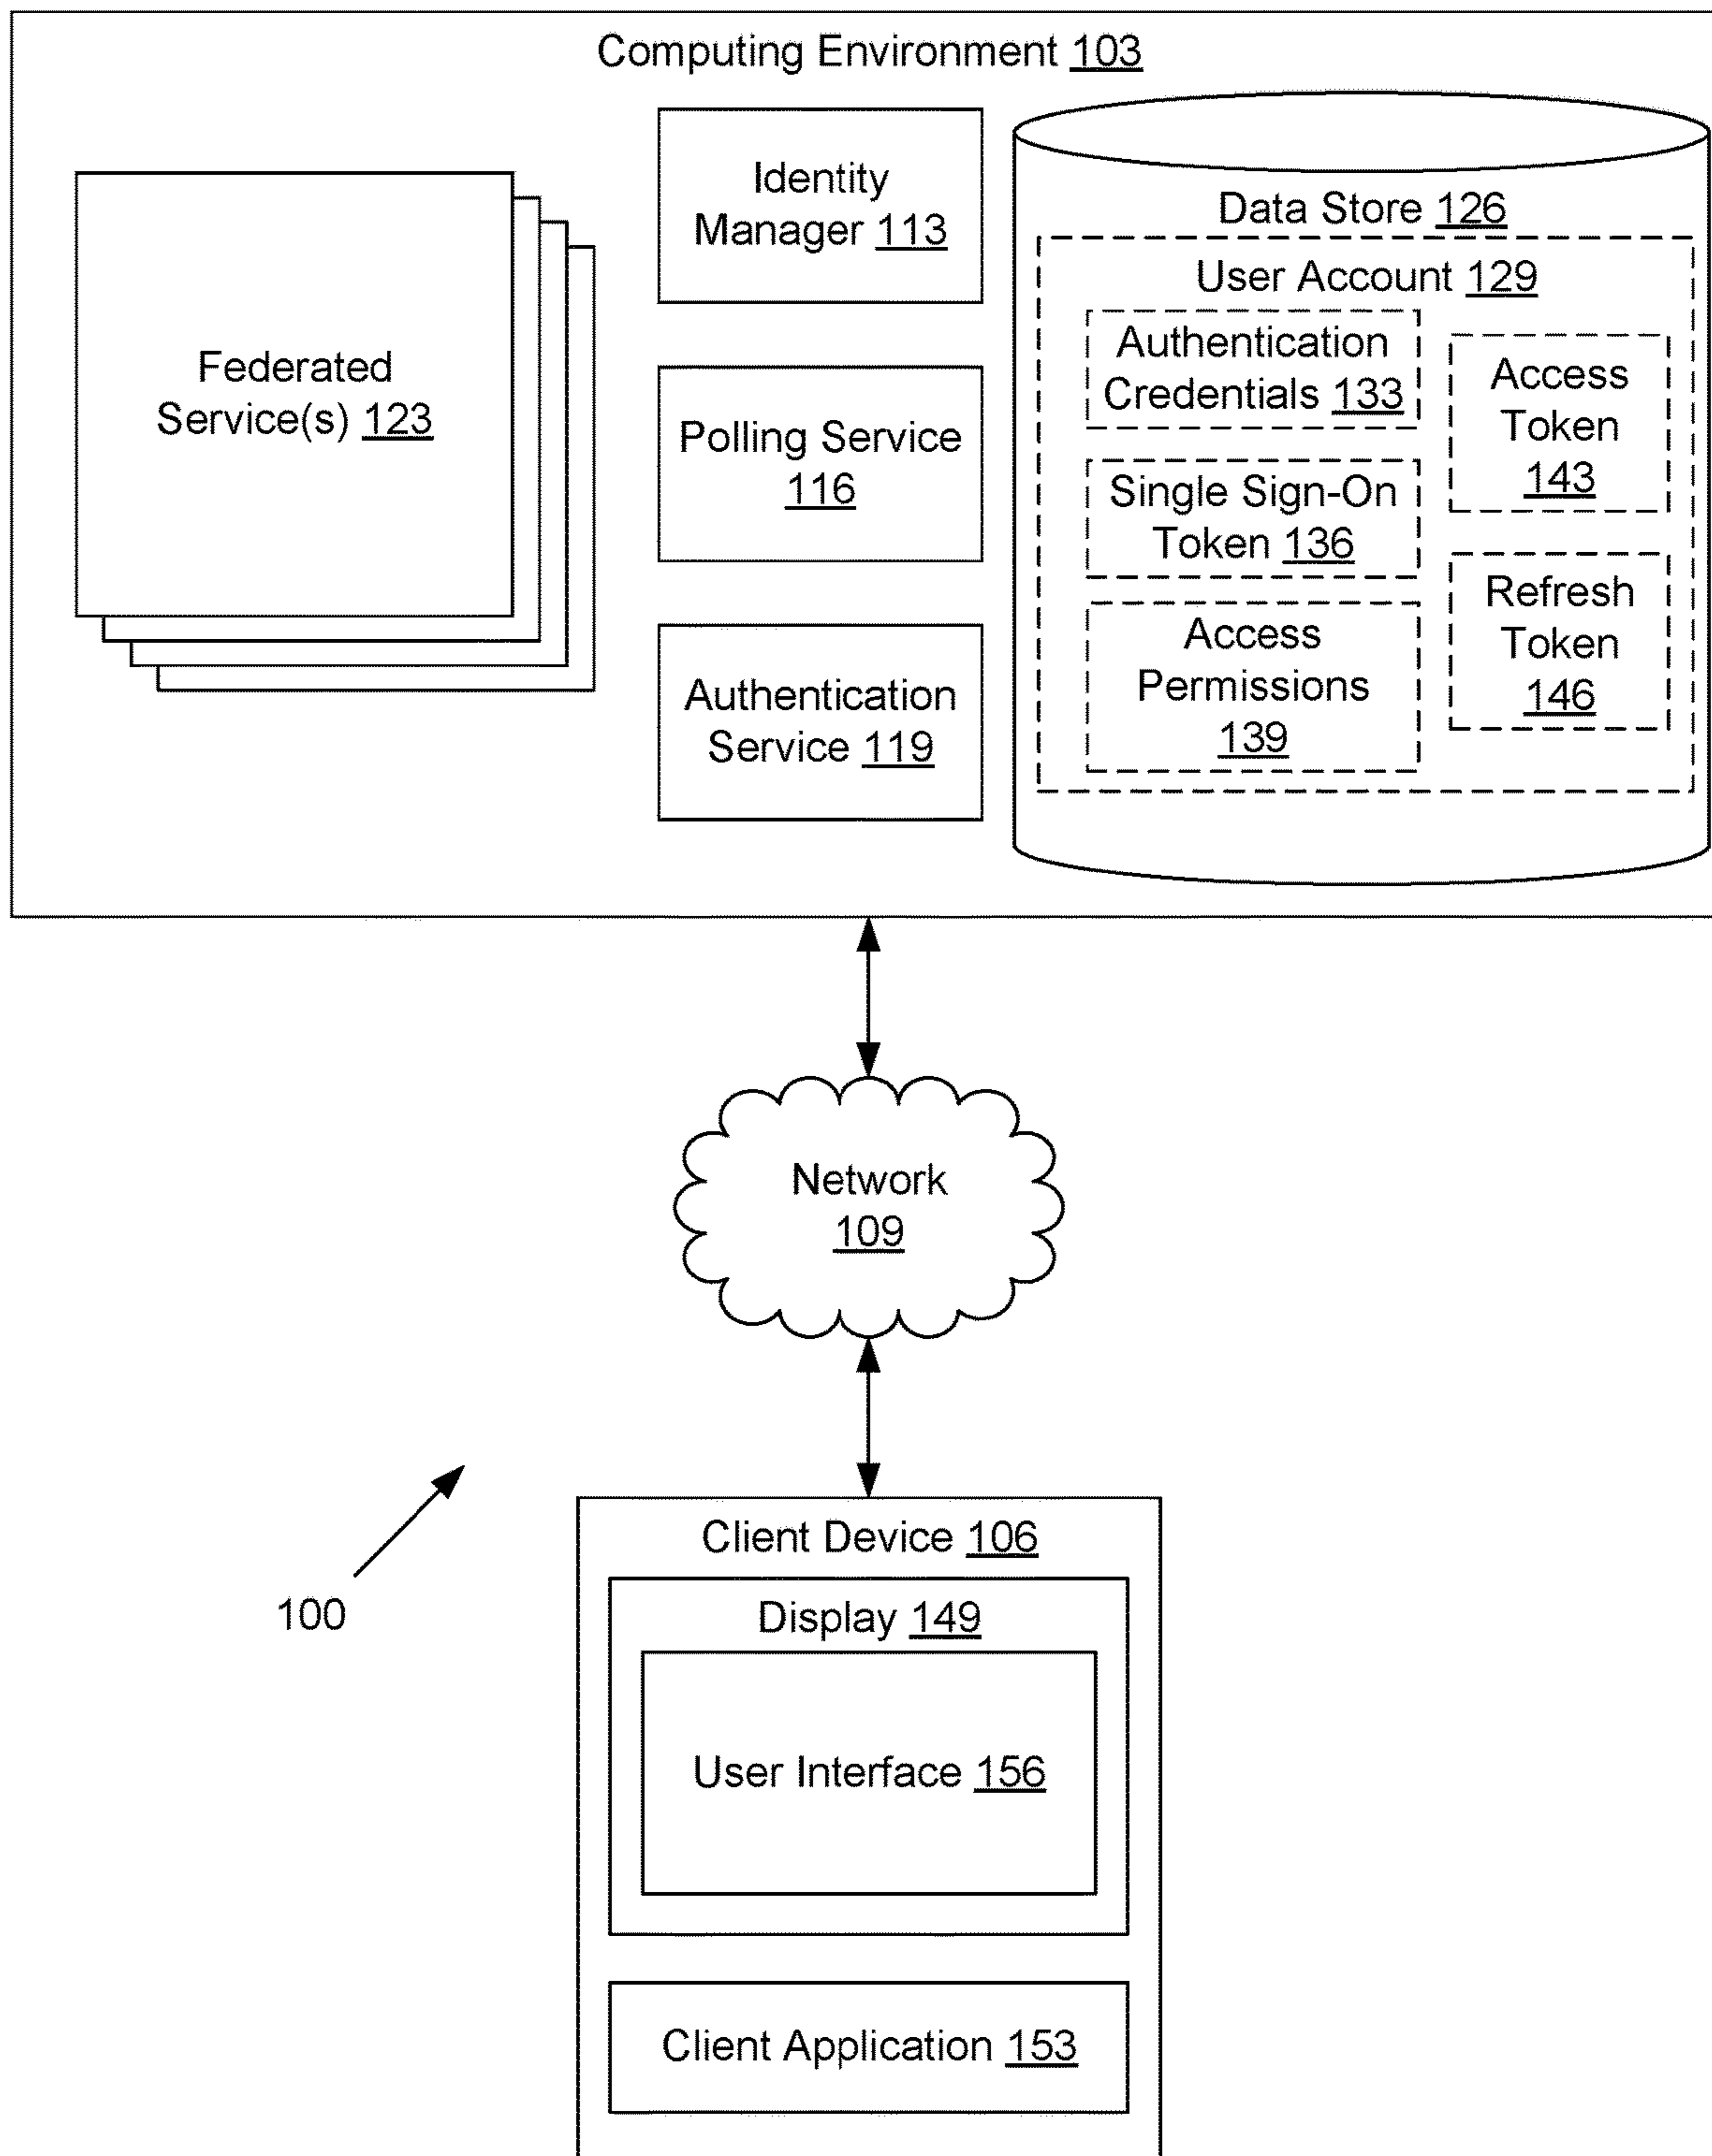 Computing Environment 103
Federated
Service(s) 123
Identity
Manager 113
Polling Service
116
Authentication
Service 119
Data Store 126
User Account 129
Authentication
Credentials 133
Single Sign-On
Token 136
Access
Permissions
139
Access
Token
143
Refresh
Token
146
Network
109
100
Client Device 106
Display 149
User Interface 156
Client Application 153